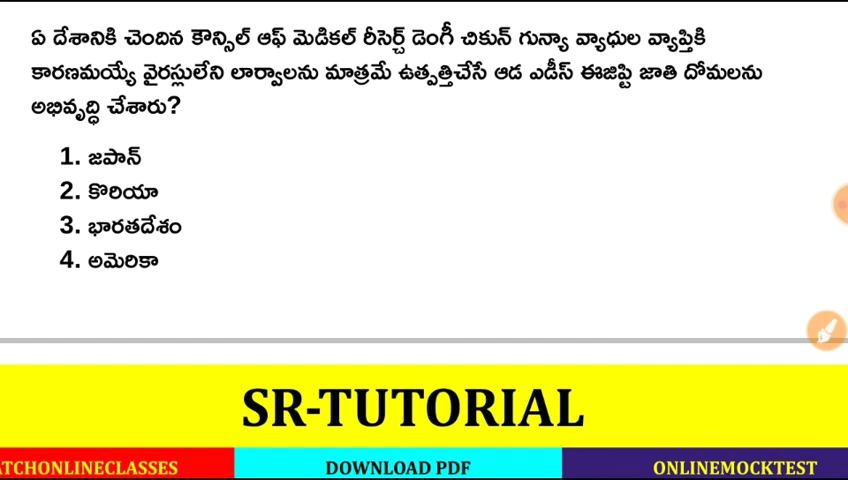 ఏ దేశానికి చెందిన కౌన్సిల్ ఆఫ్ మెడికల్ రీసెర్చ్ డెంగీ చికున్ గున్యా వ్యాధుల వ్యాప్తికి
కారణమయ్యే వైరస్లులేని లార్వాలను మాత్రమే ఉత్పత్తిచేసే ఆడ ఎడీస్ ఈజిప్టి జాతి దోమలను
అభివృద్ధి చేశారు?
1. జపాన్
2. కొరియా
3. భారతదేశం
4. అమెరికా
SR-TUTORIAL
ATCHONLINECLASSES DOWNLOAD PDF ONLINEMOCKTEST